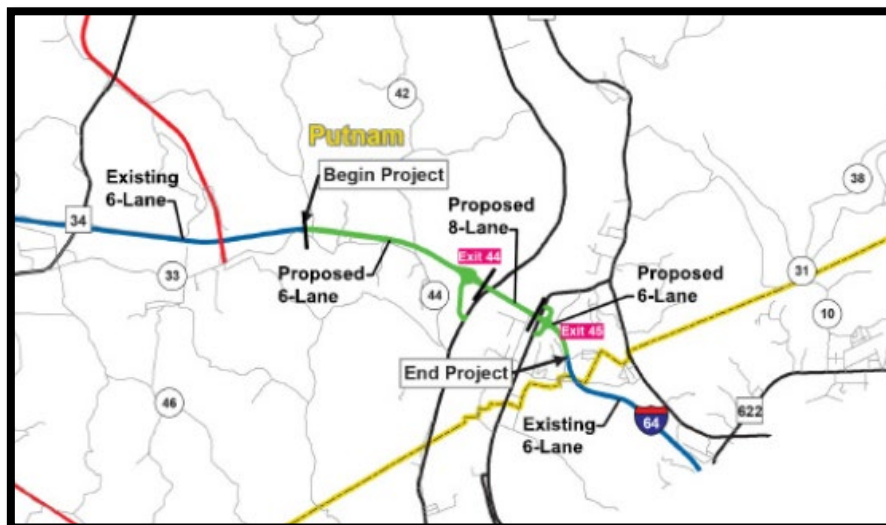 42
38
Putnam
Existing
6-Lane
Begin Project
Proposed
8-Lane
34
Exit 44
33
Proposed
6-Lane
44
Proposed
6-Lane
31
10
Exit 45
End Project
46
Existing
6-Lane
64
622